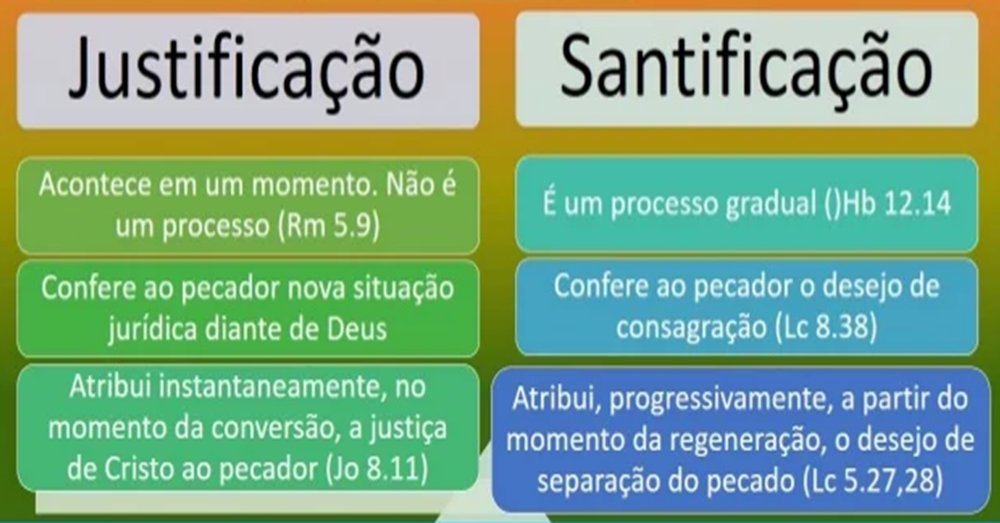 Justificação
Acontece em um momento. Não é
um processo (Rm 5.9)
Confere ao pecador nova situação
jurídica diante de Deus
Atribui instantaneamente, no
momento da conversão, a justiça
de Cristo ao pecador (Jo 8.11)
Santificação
É um processo gradual ()Hb 12.14
Confere ao pecador o desejo de
consagração (Lc 8.38)
Atribui, progressivamente, a partir do
momento da regeneração, o desejo de
separação do pecado (Lc 5.27,28)